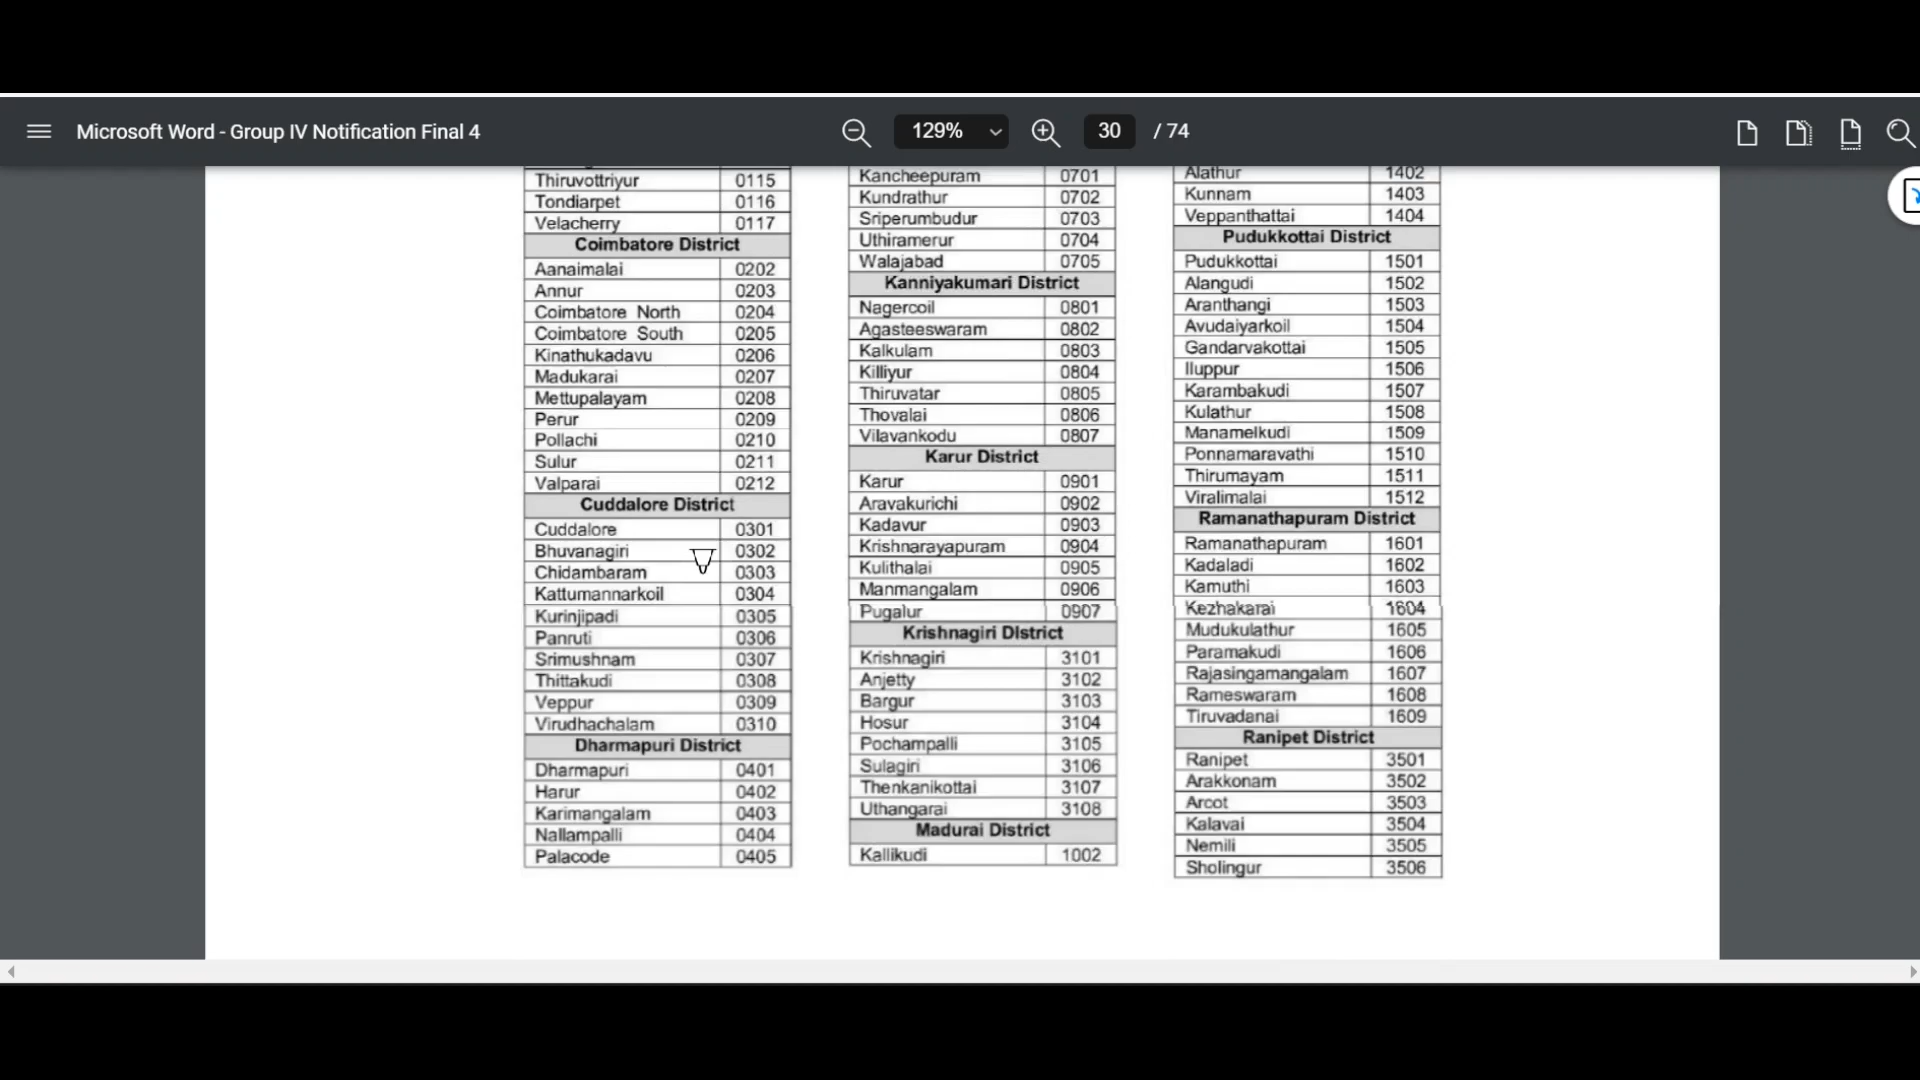 Microsoft Word - Group IV Notification Final 4
129%
30 / 74
Thiruvottriyur 0115
Tondiarpet 0116
Velacherry 0117
Coimbatore District
Aanaimalai 0202
Annur 0203
Coimbatore North 0204
Coimbatore South 0205
Kinathukadavu 0206
Madukarai 0207
Mettupalayam 0208
Perur 0209
Pollachi 0210
Sulur 0211
Valparai 0212
Cuddalore District
Cuddalore 0301
Bhuvanagiri 0302
Chidambaram 0303
Kattumannarkoil 0304
Kurinjipadi 0305
Panruti 0306
Srimushnam 0307
Thittakudi 0308
Veppur 0309
Virudhachalam 0310
Dharmapuri District
Dharmapuri 0401
Harur 0402
Karimangalam 0403
Nallampalli 0404
Palacode 0405
Kancheepuram 0701
Kundrathur 0702
Sriperumbudur 0703
Uthiramerur 0704
Walajabad 0705
Kanniyakumari District
Nagercoil 0801
Agasteeswaram 0802
Kalkulam 0803
Killiyur 0804
Thiruvatar 0805
Thovalai 0806
Vilavankodu 0807
Karur District
Karur 0901
Aravakurichi 0902
Kadavur 0903
Krishnarayapuram 0904
Kulithalai 0905
Manmangalam 0906
Pugalur 0907
Krishnagiri District
Krishnagiri 3101
Anjetty 3102
Bargur 3103
Hosur 3104
Pochampalli 3105
Sulagiri 3106
Thenkanikottai 3107
Uthangarai 3108
Madurai District
Kallikudi 1002
Alathur 1402
Kunnam 1403
Veppanthattai 1404
Pudukkottai District
Pudukkottai 1501
Alangudi 1502
Aranthangi 1503
Avudaiyarkoil 1504
Gandarvakottai 1505
Iluppur 1506
Karambakudi 1507
Kulathur 1508
Manamelkudi 1509
Ponnamaravathi 1510
Thirumayam 1511
Viralimalai 1512
Ramanathapuram District
Ramanathapuram 1601
Kadaladi 1602
Kamuthi 1603
Kezhakarai 1604
Mudukulathur 1605
Paramakudi 1606
Rajasingamangalam 1607
Rameswaram 1608
Tiruvadanai 1609
Ranipet District
Ranipet 3501
Arakkonam 3502
Arcot 3503
Kalavai 3504
Nemili 3505
Sholingur 3506